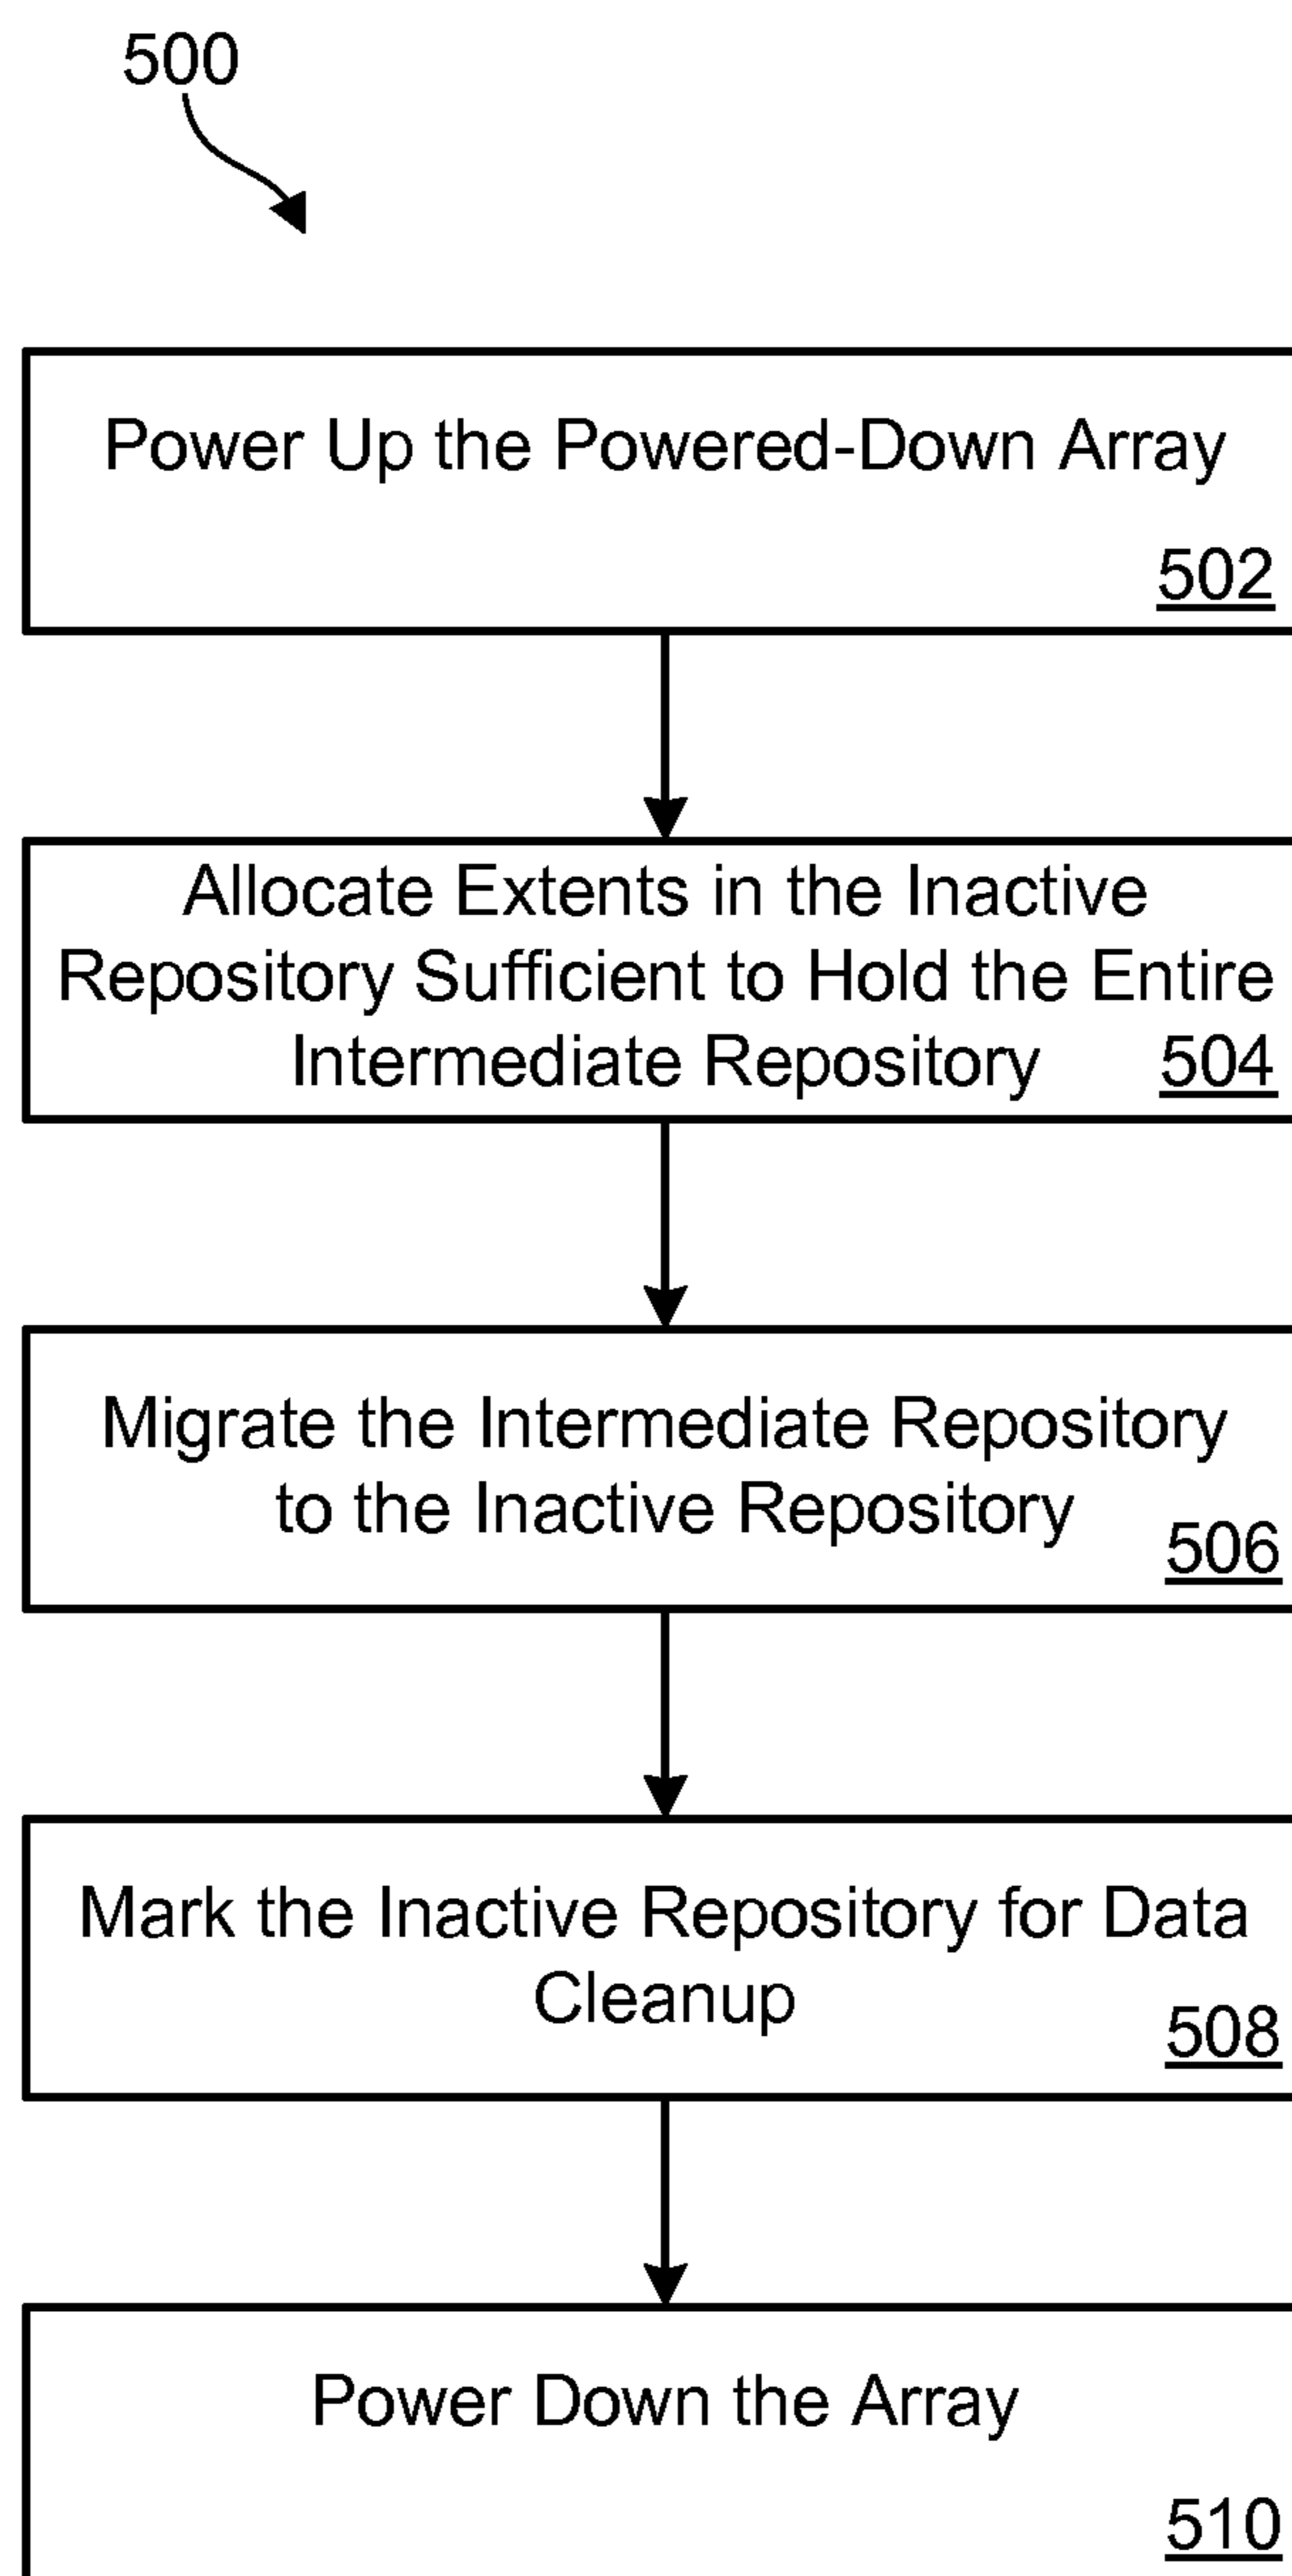 500
Power Up the Powered-Down Array
502
Allocate Extents in the Inactive
Repository Sufficient to Hold the Entire
Intermediate Repository 504
Migrate the Intermediate Repository
to the Inactive Repository
506
Mark the Inactive Repository for Data
Cleanup
508
Power Down the Array
510